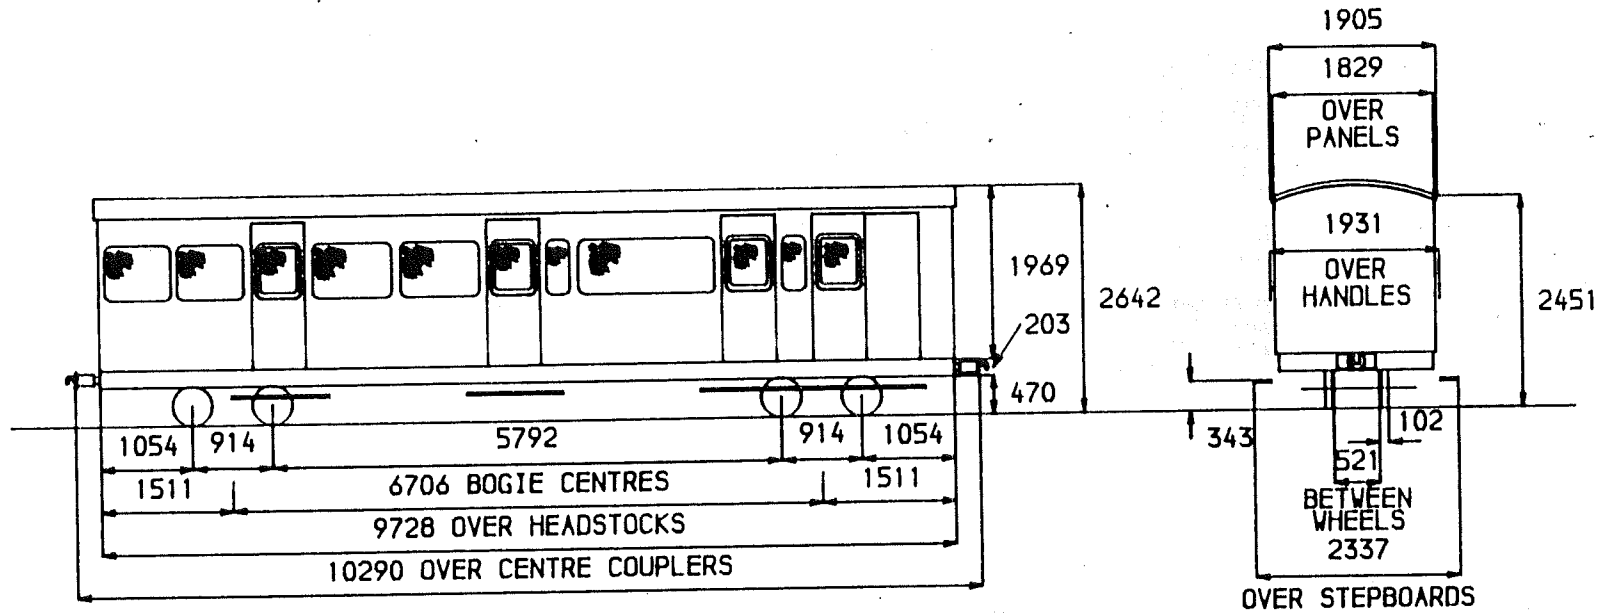 1905
1829
OVER
PANELS
1931
OVER
HANDLES
1969
2642
203
470
2451
343
102
521
BETWEEN
WHEELS
2337
OVER STEPBOARDS
1054
914
5792
914
1054
1511
6706 BOGIE CENTRES
1511
9728 OVER HEADSTOCKS
10290 OVER CENTRE COUPLERS